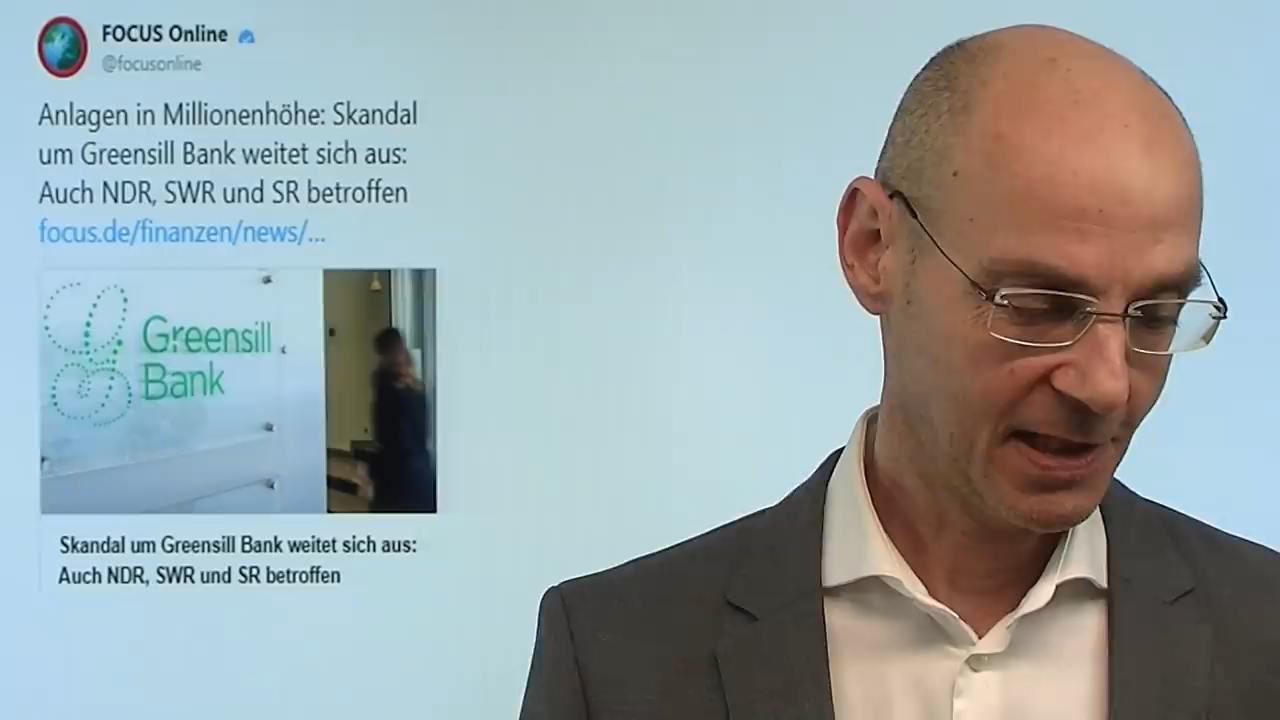 FOCUS Online
@focusonline
Anlagen in Millionenhöhe: Skandal
um Greensill Bank weitet sich aus:
Auch NDR, SWR und SR betroffen
focus.de/finanzen/news/...
Greensill
Bank
Skandal um Greensill Bank weitet sich aus:
Auch NDR, SWR und SR betroffen